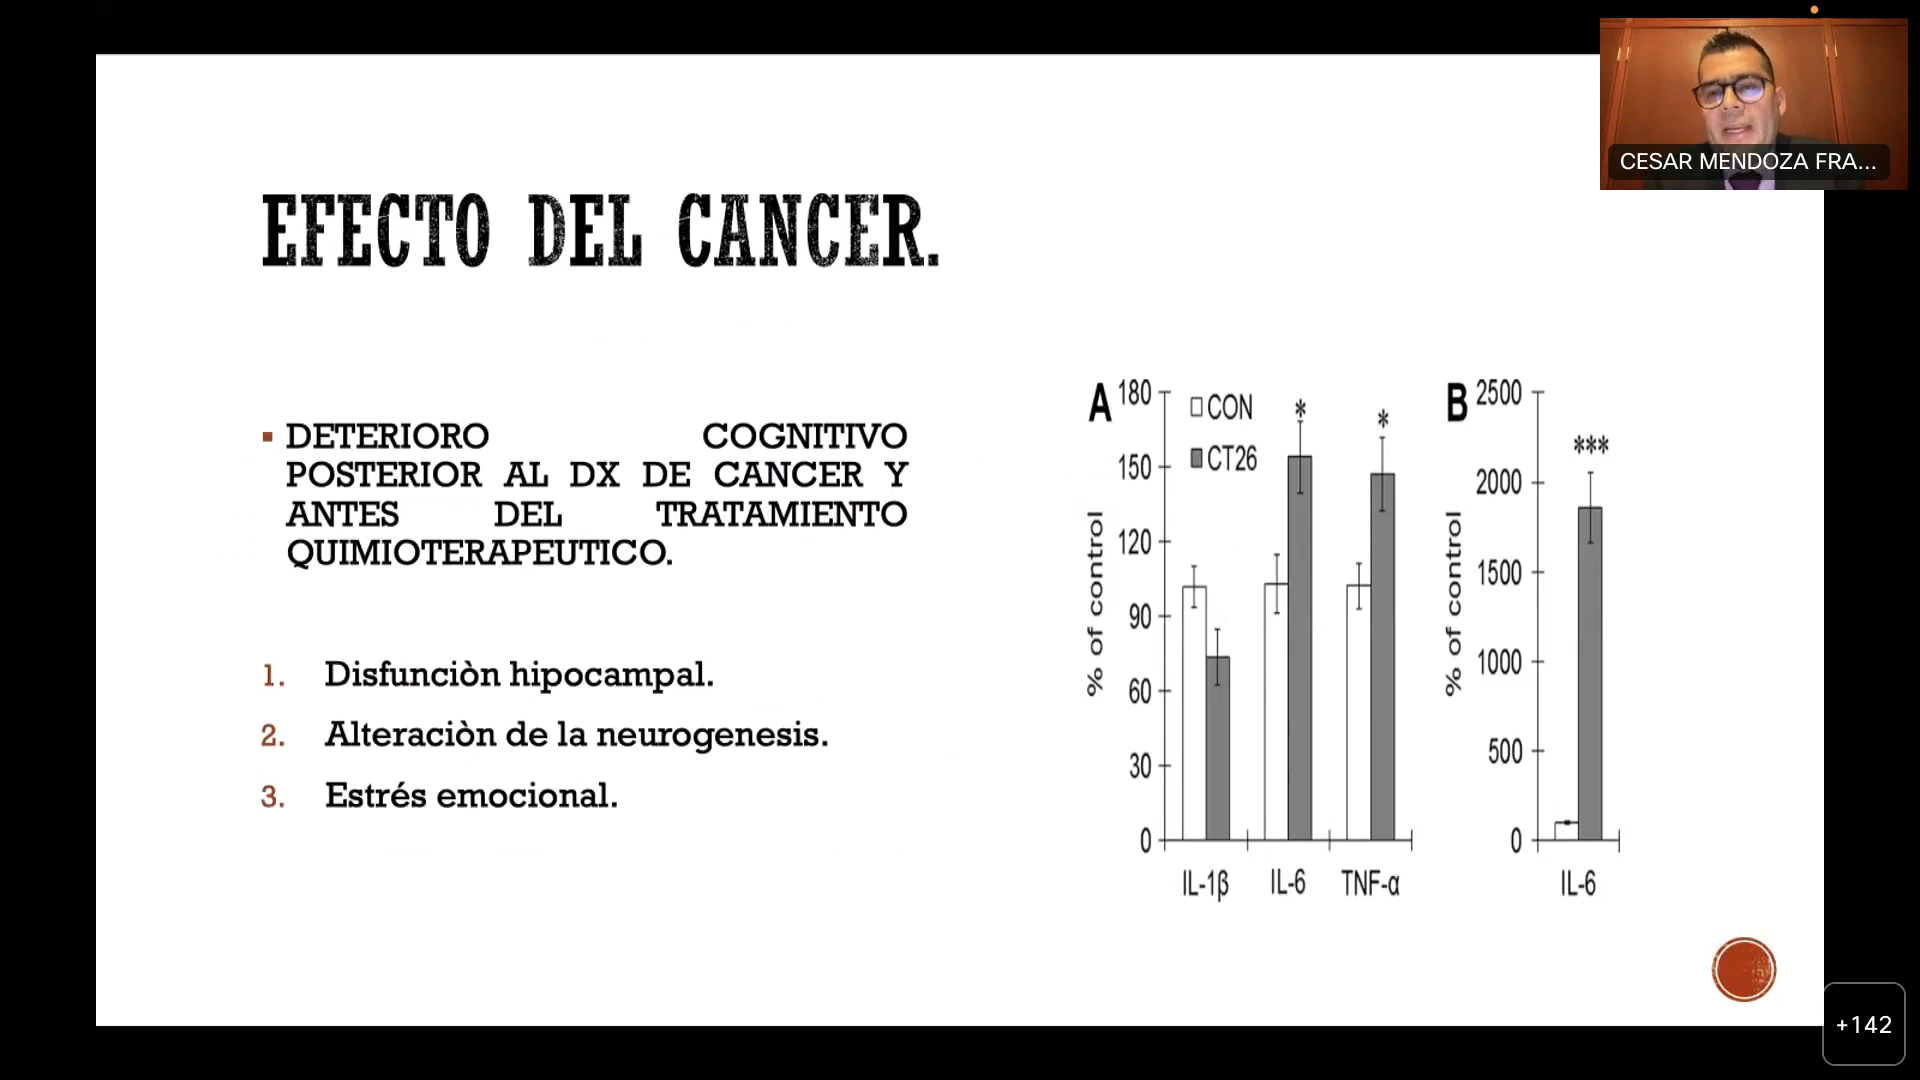 CESAR MENDOZA FRA...
EFECTO DEL CANCER.
▪ DETERIORO COGNITIVO
POSTERIOR AL DX DE CANCER Y
ANTES DEL TRATAMIENTO
QUIMIOTERAPEUTICO.
1. Disfunciòn hipocampal.
2. Alteraciòn de la neurogenesis.
3. Estrés emocional.
A
% of control
180
150
120
90
60
30
0
CON
CT26
*
*
IL-1β IL-6 TNF-α
B
% of control
2500
2000
1500
1000
500
0
***
IL-6
+142